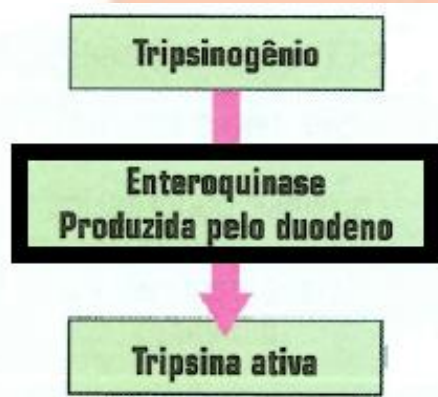 Tripsinogênio
Enteroquinase
Produzida pelo duodeno
Tripsina ativa